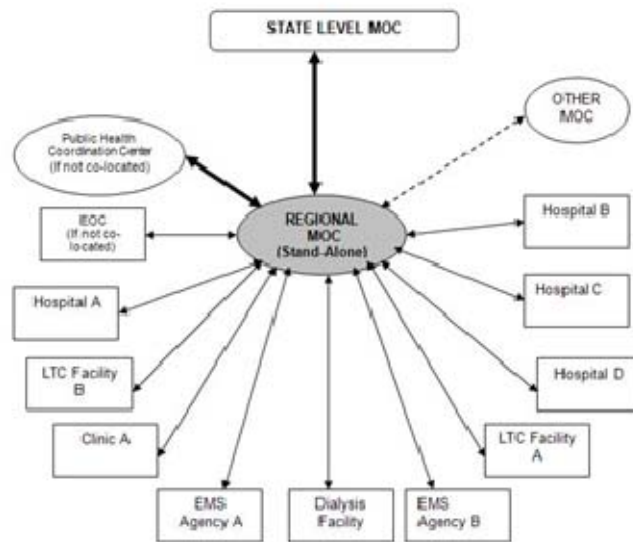 STATE LEVEL MOC
OTHER
MOC
Public Health
Coordination Center
(If not co-located)
REGIONAL
MOC
(Stand-Alone)
IEOC
(If not co-
located)
Hospital B
Hospital A
Hospital C
LTC Facility
B
Hospital D
Clinic A
LTC Facility
A
EMS
Agency A
Dialysis
Facility
EMS
Agency B